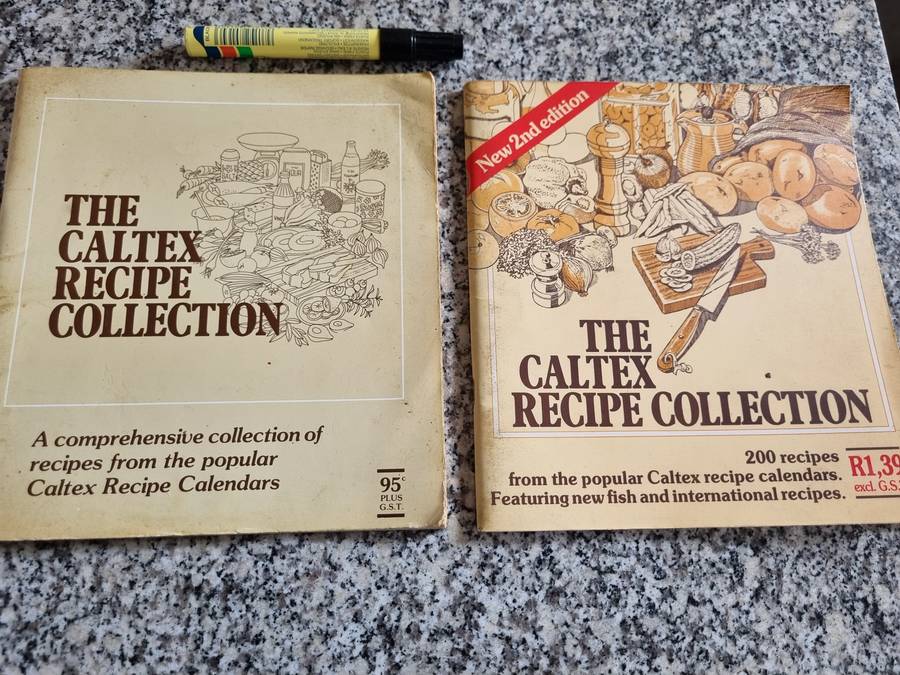 THE
CALTEX
RECIPE
COLLECTION
A comprehensive collection of
recipes from the popular
Caltex Recipe Calendars
95c
PLUS
G.S.T.
New 2nd edition
THE
CALTEX
RECIPE COLLECTION
200 recipes
from the popular Caltex recipe calendars.
Featuring new fish and international recipes.
R1,39
excl. G.S.